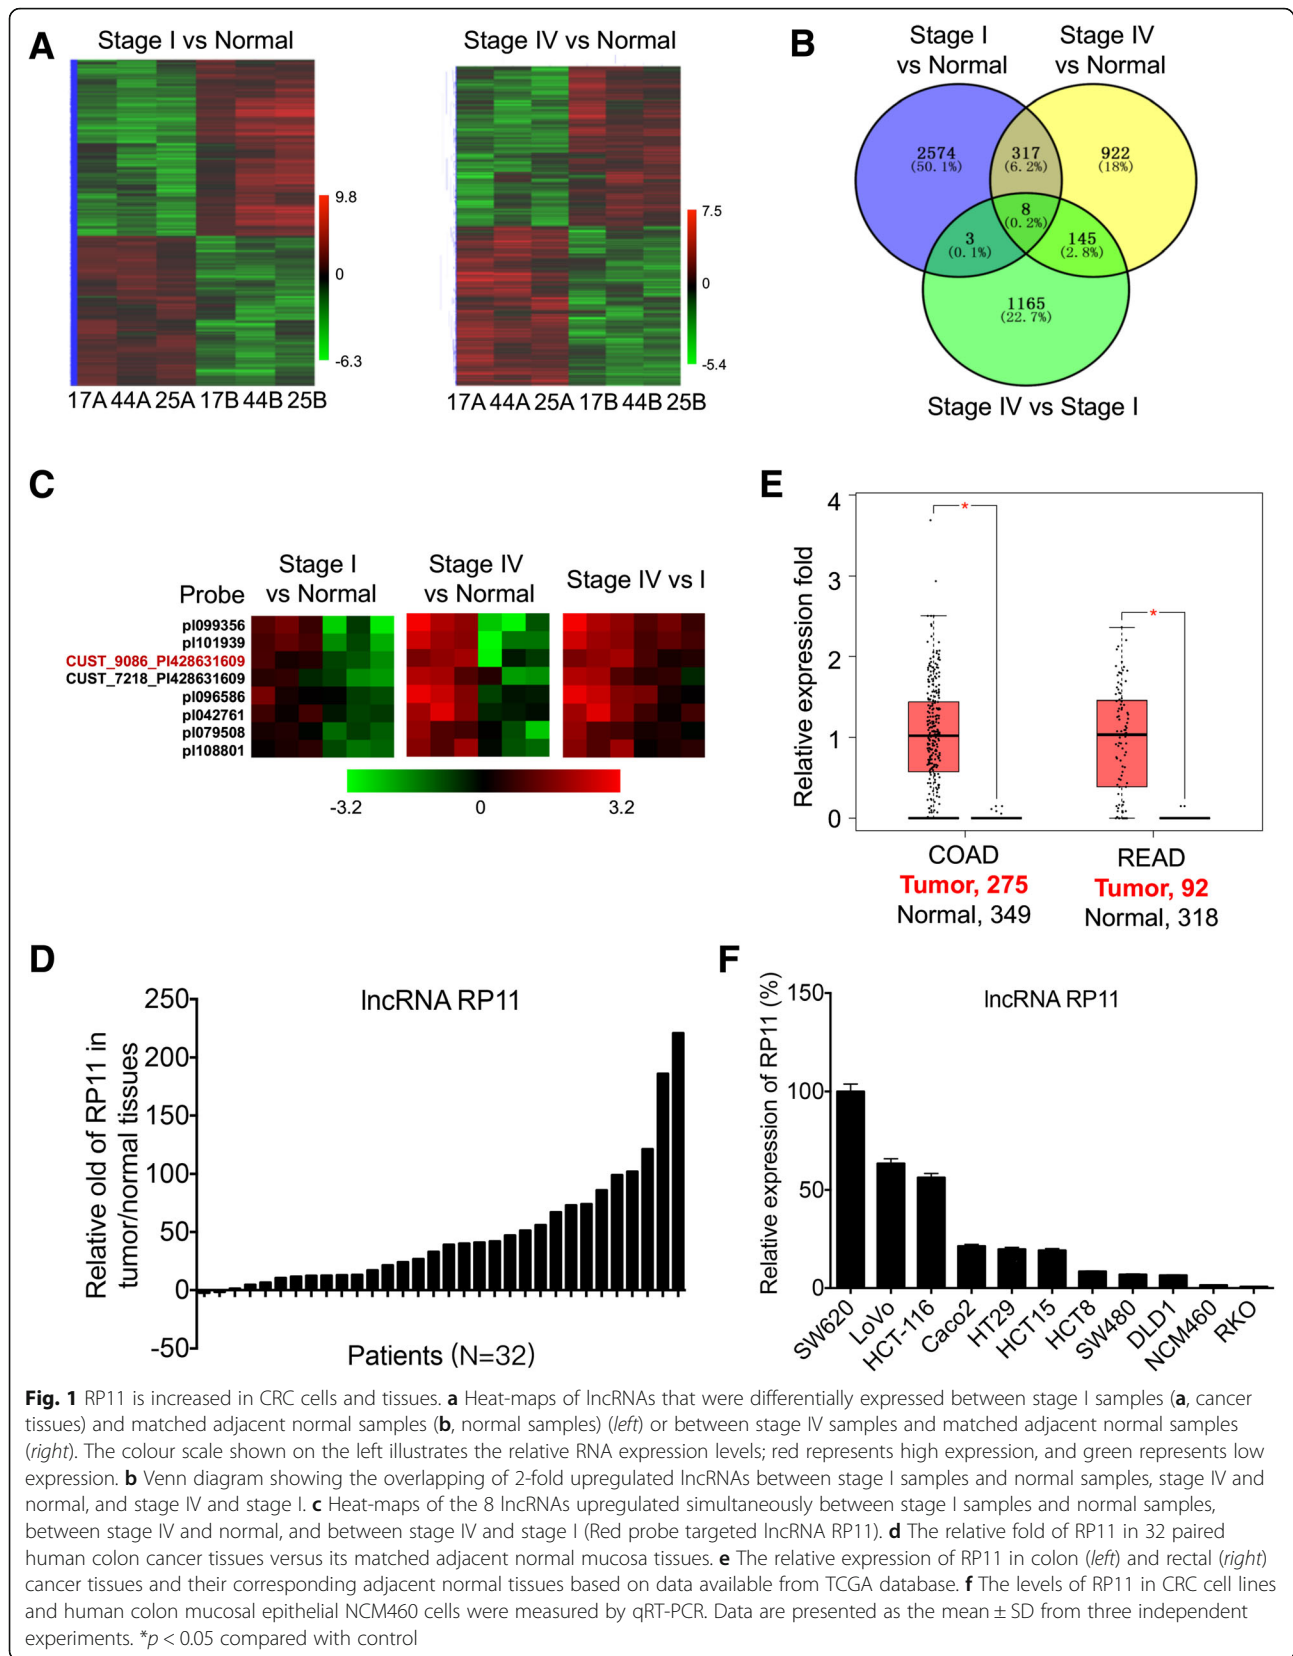 A
Stage I vs Normal
9.8
0
-6.3
17A 44A 25A 17B 44B 25B
Stage IV vs Normal
7.5
0
-5.4
17A 44A 25A 17B 44B 25B
B
Stage I
vs Normal
Stage IV
vs Normal
2574
(50.1%)
317
(6.2%)
922
(18%)
8
(0.2%)
3
(0.1%)
145
(2.8%)
1165
(22.7%)
Stage IV vs Stage I
C
Probe
Stage I
vs Normal
Stage IV
vs Normal
Stage IV vs I
pl099356
pl101939
CUST_9086_PI428631609
CUST_7218_PI428631609
pl096586
pl042761
pl079508
pl108801
-3.2
0
3.2
E
Relative expression fold
4
3
2
1
0
*
*
COAD
Tumor, 275
Normal, 349
READ
Tumor, 92
Normal, 318
D
lncRNA RP11
Relative old of RP11 in
tumor/normal tissues
250
200
150
100
50
0
-50
Patients (N=32)
F
lncRNA RP11
Relative expression of RP11 (%)
150
100
50
0
SW620
LoVo
HCT-116
Caco2
HT29
HCT15
HCT8
SW480
DLD1
NCM460
RKO
Fig. 1 RP11 is increased in CRC cells and tissues. a Heat-maps of lncRNAs that were differentially expressed between stage I samples (a, cancer
tissues) and matched adjacent normal samples (b, normal samples) (left) or between stage IV samples and matched adjacent normal samples
(right). The colour scale shown on the left illustrates the relative RNA expression levels; red represents high expression, and green represents low
expression. b Venn diagram showing the overlapping of 2-fold upregulated lncRNAs between stage I samples and normal samples, stage IV and
normal, and stage IV and stage I. c Heat-maps of the 8 lncRNAs upregulated simultaneously between stage I samples and normal samples,
between stage IV and normal, and between stage IV and stage I (Red probe targeted lncRNA RP11). d The relative fold of RP11 in 32 paired
human colon cancer tissues versus its matched adjacent normal mucosa tissues. e The relative expression of RP11 in colon (left) and rectal (right)
cancer tissues and their corresponding adjacent normal tissues based on data available from TCGA database. f The levels of RP11 in CRC cell lines
and human colon mucosal epithelial NCM460 cells were measured by qRT-PCR. Data are presented as the mean ± SD from three independent
experiments. *p < 0.05 compared with control